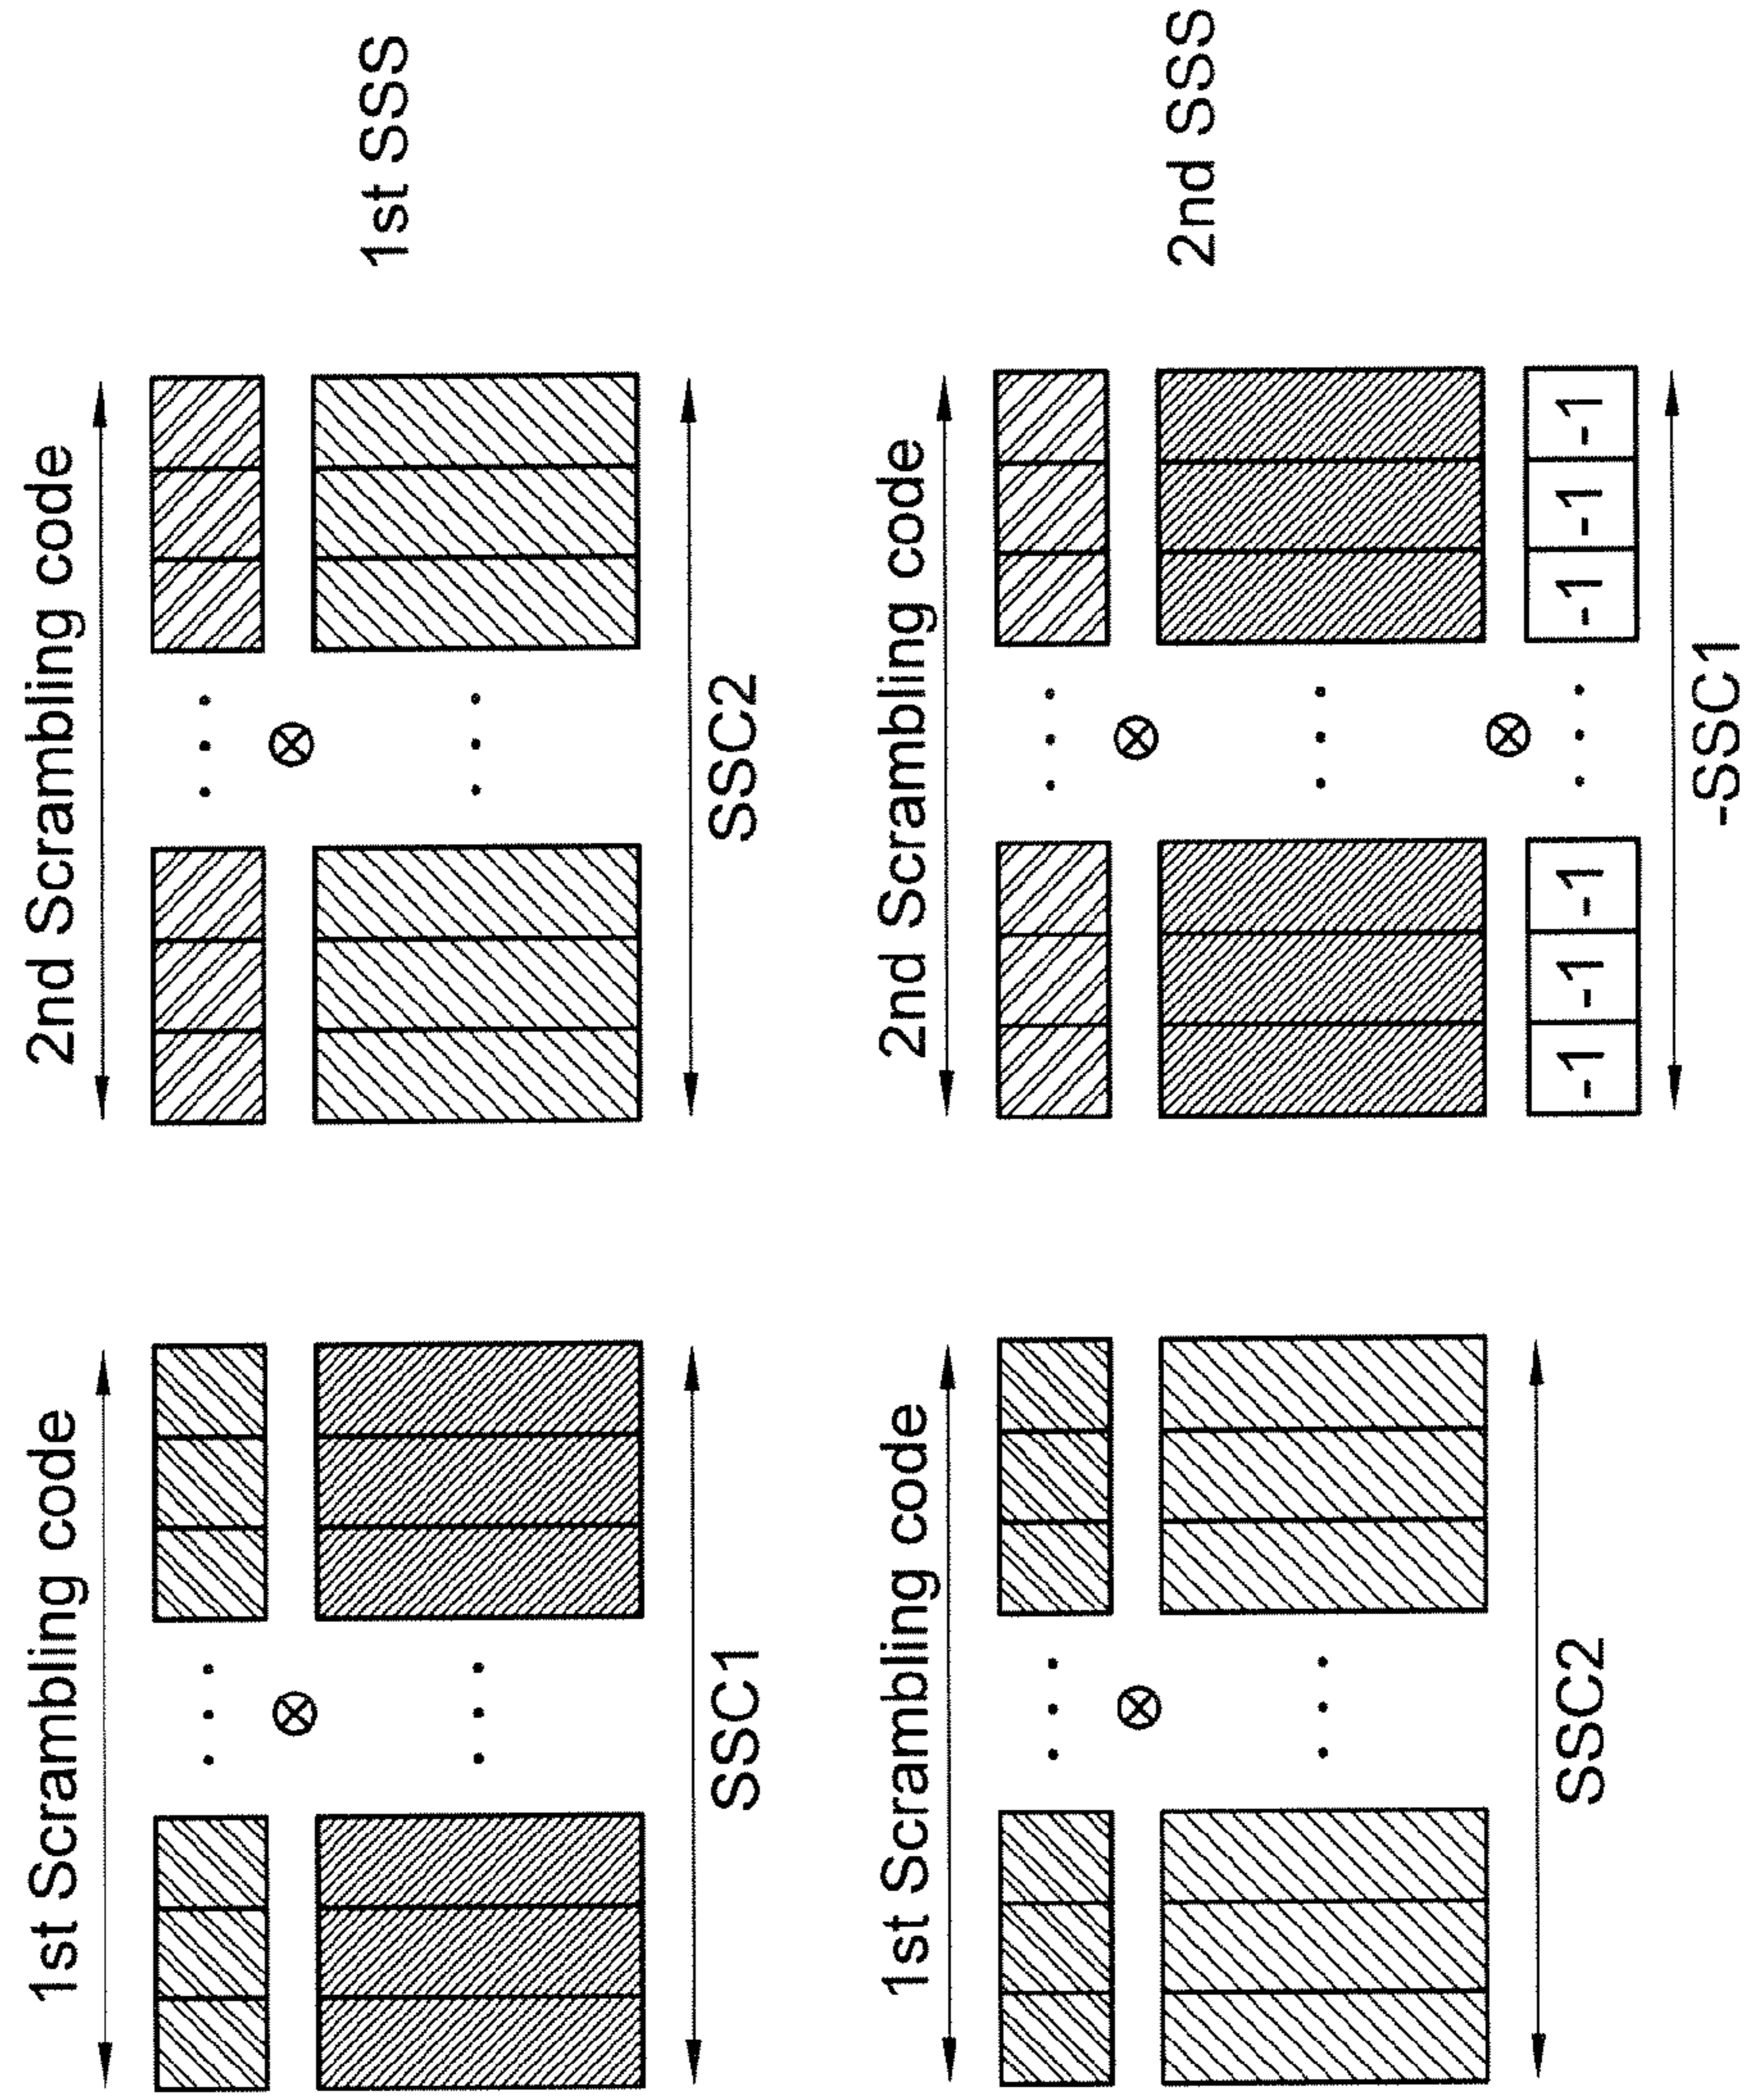 1st Scrambling code
2nd Scrambling code
SSC1
SSC2
1st SSS
1st Scrambling code
2nd Scrambling code
-1 -1 -1 -1 -1 -1
SSC2
-SSC1
2nd SSS